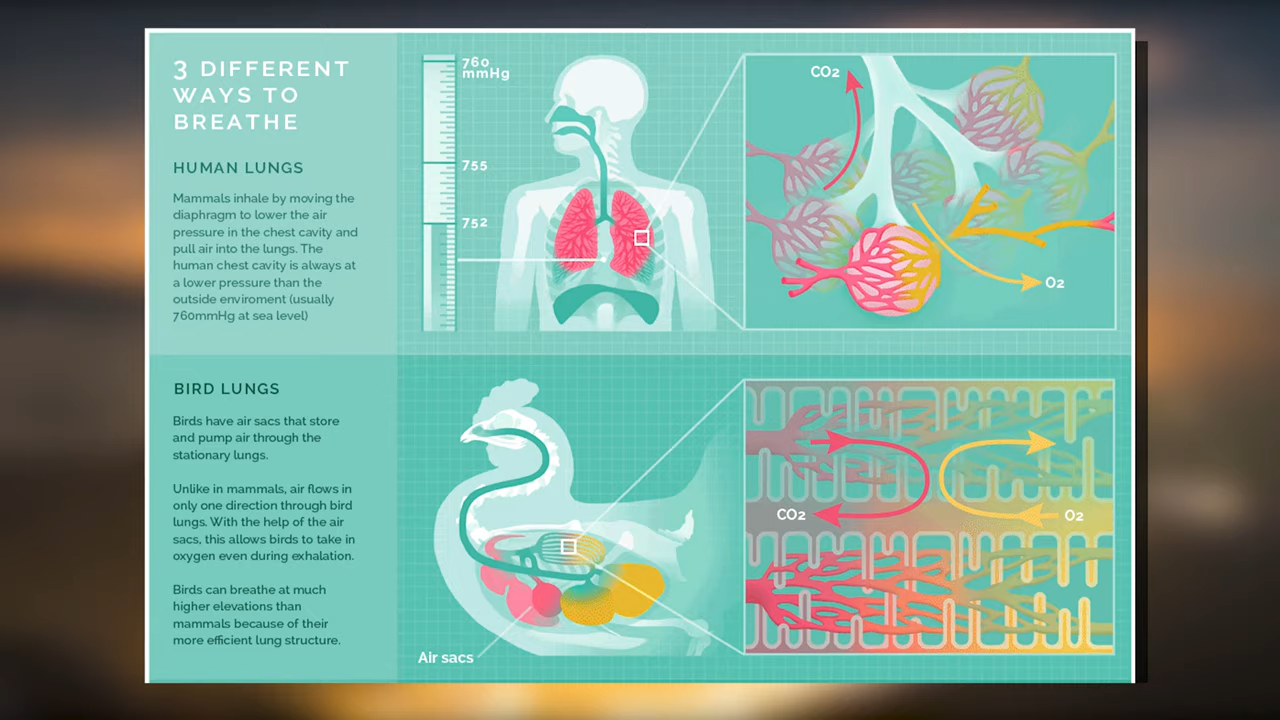 3 DIFFERENT
WAYS TO
BREATHE
HUMAN LUNGS
Mammals inhale by moving the
diaphragm to lower the air
pressure in the chest cavity and
pull air into the lungs. The
human chest cavity is always at
a lower pressure than the
outside enviroment (usually
760mmHg at sea level)
760
mmHg
755
752
CO2
O2
BIRD LUNGS
Birds have air sacs that store
and pump air through the
stationary lungs.
Unlike in mammals, air flows in
only one direction through bird
lungs. With the help of the air
sacs, this allows birds to take in
oxygen even during exhalation.
Birds can breathe at much
higher elevations than
mammals because of their
more efficient lung structure.
Air sacs
CO2
O2